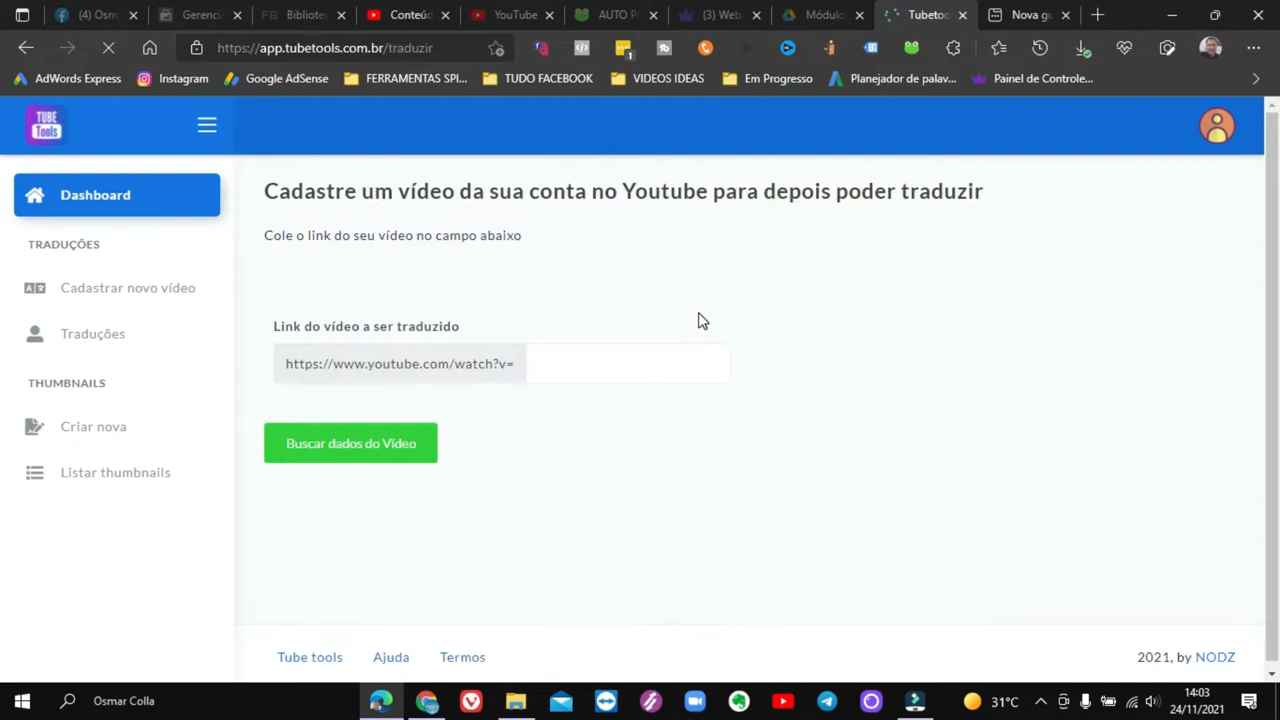 (4) Osm
Gerenci
Bibliote
Conteúd
YouTube
AUTO P
(3) Web
Módulo
Tubeto
Nova gu
https://app.tubetools.com.br/traduzir
1
AdWords Express
Instagram
Google AdSense
FERRAMENTAS SPI...
TUDO FACEBOOK
VIDEOS IDEAS
Em Progresso
Planejador de palav...
Painel de Controle...
TUBE
Tools
Dashboard
TRADUÇÕES
Cadastrar novo vídeo
Traduções
THUMBNAILS
Criar nova
Listar thumbnails
Cadastre um vídeo da sua conta no Youtube para depois poder traduzir
Cole o link do seu vídeo no campo abaixo
Link do vídeo a ser traduzido
https://www.youtube.com/watch?v=
Buscar dados do Vídeo
Tube tools
Ajuda
Termos
2021, by NODZ
Osmar Colla
31°C
14:03
24/11/2021